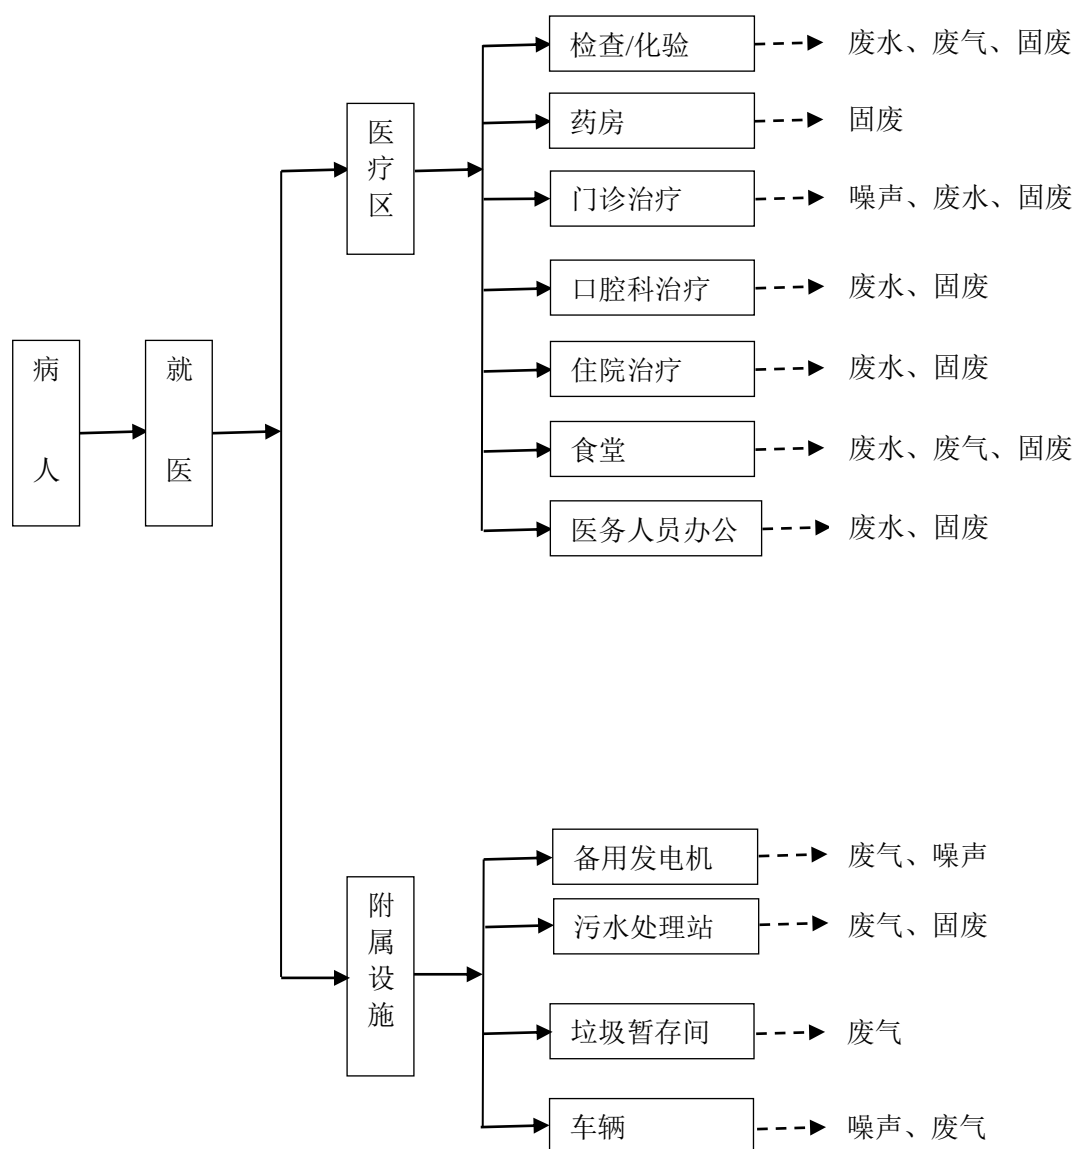 病人
就医
医疗区
检查/化验
废水、废气、固废
药房
固废
门诊治疗
噪声、废水、固废
口腔科治疗
废水、固废
住院治疗
废水、固废
食堂
废水、废气、固废
医务人员办公
废水、固废
附属设施
备用发电机
废气、噪声
污水处理站
废气、固废
垃圾暂存间
废气
车辆
噪声、废气